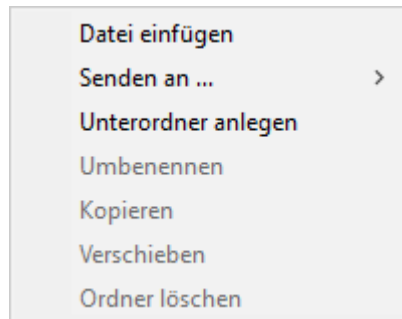 Datei einfügen
Senden an ...
Unterordner anlegen
Umbenennen
Kopieren
Verschieben
Ordner löschen